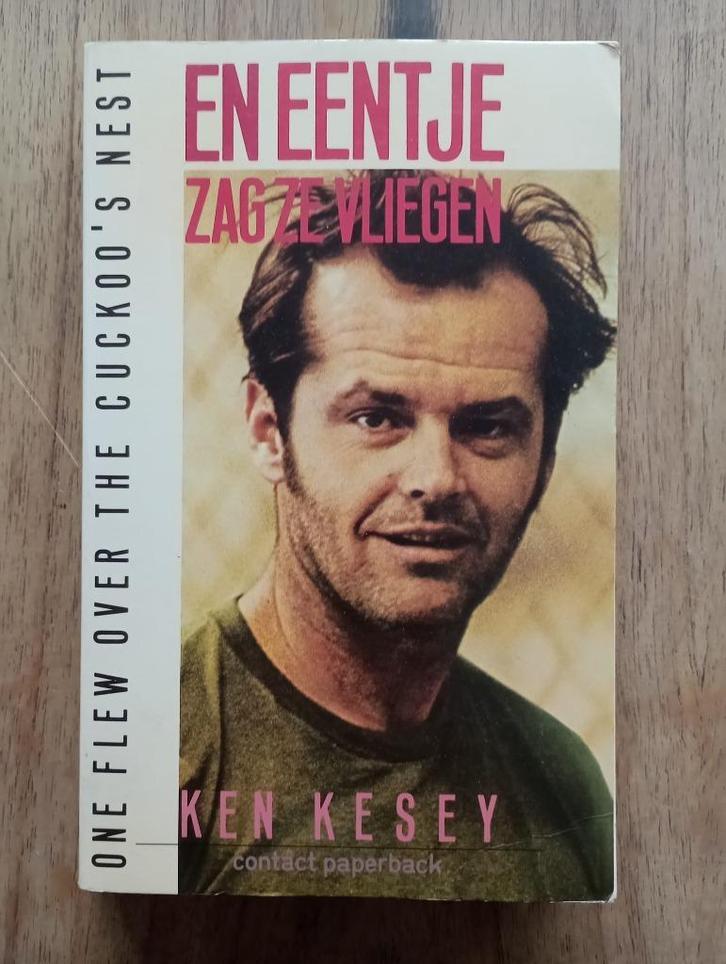 ONE FLEW OVER THE CUCKOO'S NEST
EN EENTJE
ZAG ZE VLIEGEN
KEN KESEY
contact paperback